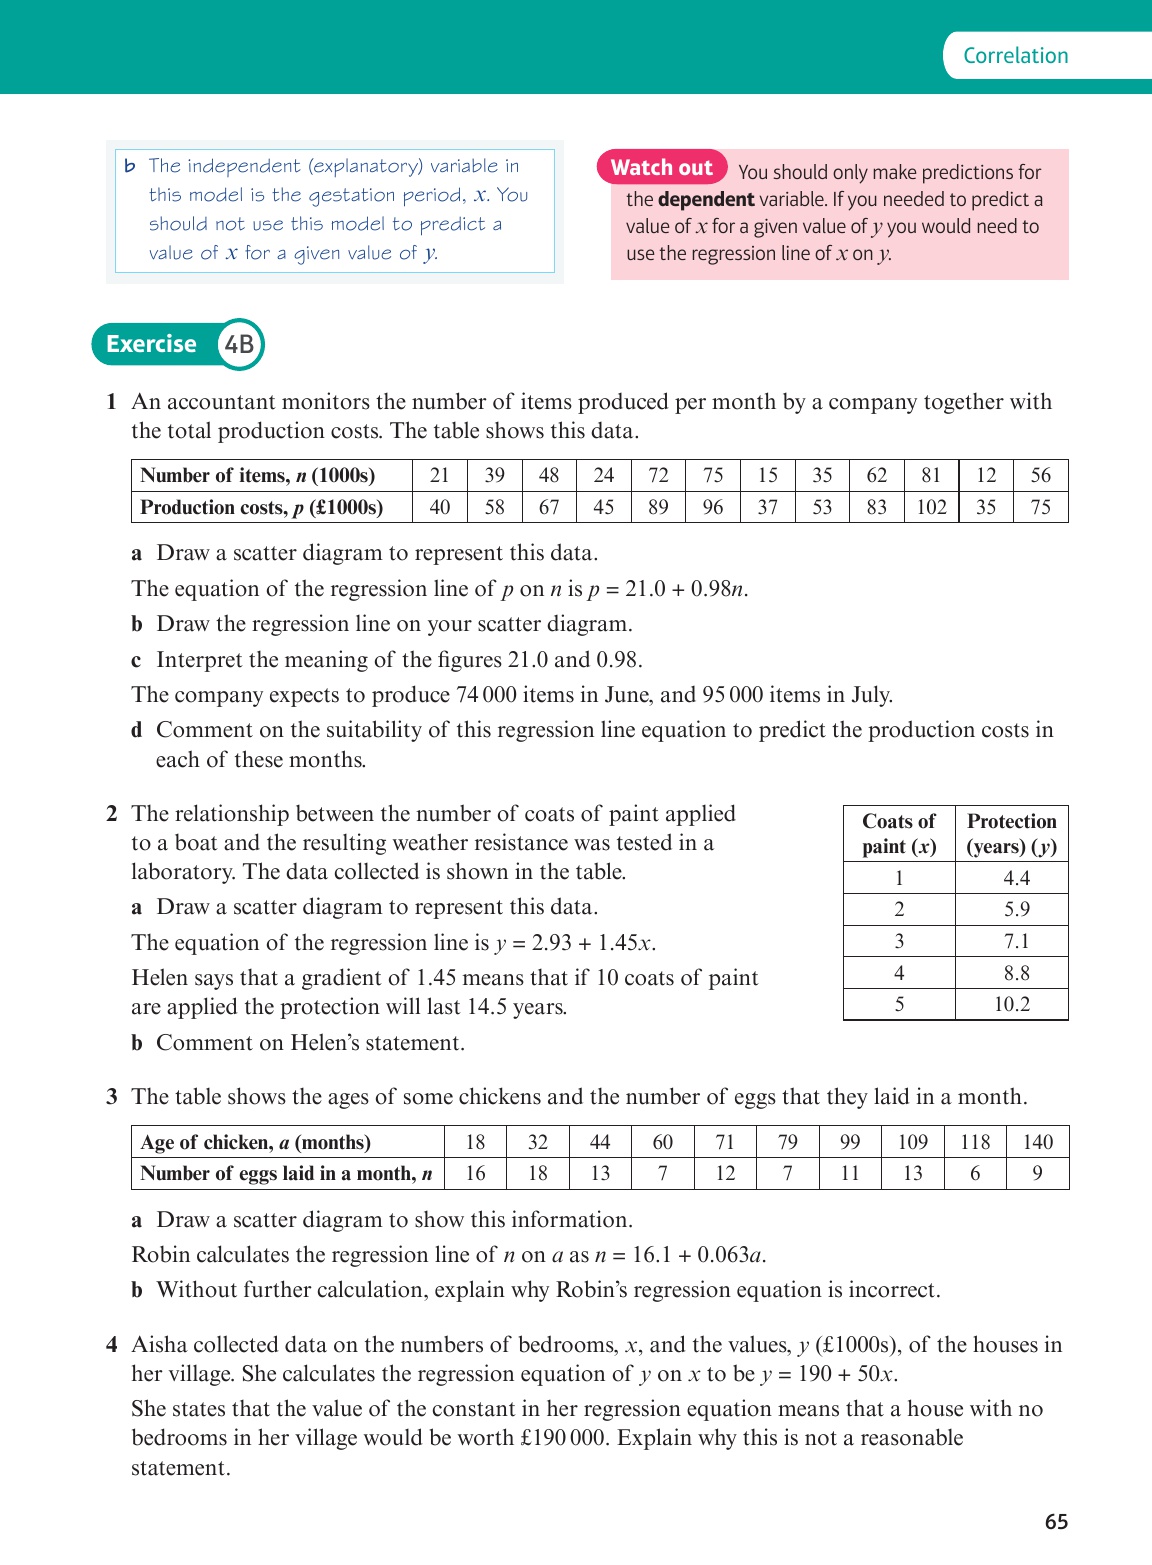 Correlation
b The independent (explanatory) variable in
this model is the gestation period, x. You
should not use this model to predict a
value of x for a given value of y.
Watch out You should only make predictions for
the dependent variable. If you needed to predict a
value of x for a given value of y you would need to
use the regression line of x on y.
Exercise 4B
1 An accountant monitors the number of items produced per month by a company together with
the total production costs. The table shows this data.
Number of items, n (1000s) 21 39 48 24 72 75 15 35 62 81 12 56
Production costs, p (£1000s) 40 58 67 45 89 96 37 53 83 102 35 75
a Draw a scatter diagram to represent this data.
The equation of the regression line of p on n is p = 21.0 + 0.98n.
b Draw the regression line on your scatter diagram.
c Interpret the meaning of the figures 21.0 and 0.98.
The company expects to produce 74 000 items in June, and 95 000 items in July.
d Comment on the suitability of this regression line equation to predict the production costs in
each of these months.
2 The relationship between the number of coats of paint applied
to a boat and the resulting weather resistance was tested in a
laboratory. The data collected is shown in the table.
a Draw a scatter diagram to represent this data.
The equation of the regression line is y = 2.93 + 1.45x.
Helen says that a gradient of 1.45 means that if 10 coats of paint
are applied the protection will last 14.5 years.
b Comment on Helen's statement.
Coats of Protection
paint (x) (years) (y)
1 4.4
2 5.9
3 7.1
4 8.8
5 10.2
3 The table shows the ages of some chickens and the number of eggs that they laid in a month.
Age of chicken, a (months) 18 32 44 60 71 79 99 109 118 140
Number of eggs laid in a month, n 16 18 13 7 12 7 11 13 6 9
a Draw a scatter diagram to show this information.
Robin calculates the regression line of n on a as n = 16.1 + 0.063a.
b Without further calculation, explain why Robin's regression equation is incorrect.
4 Aisha collected data on the numbers of bedrooms, x, and the values, y (£1000s), of the houses in
her village. She calculates the regression equation of y on x to be y = 190 + 50x.
She states that the value of the constant in her regression equation means that a house with no
bedrooms in her village would be worth £190 000. Explain why this is not a reasonable
statement.
65